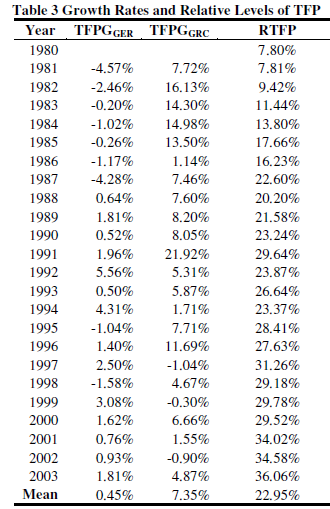 Table 3 Growth Rates and Relative Levels of TFP
Year TFPG_GER TFPG_GRC RTFP
1980 7.80%
1981 -4.57% 7.72% 7.81%
1982 -2.46% 16.13% 9.42%
1983 -0.20% 14.30% 11.44%
1984 -1.02% 14.98% 13.80%
1985 -0.26% 13.50% 17.66%
1986 -1.17% 1.14% 16.23%
1987 -4.28% 7.46% 22.60%
1988 0.64% 7.60% 20.20%
1989 1.81% 8.20% 21.58%
1990 0.52% 8.05% 23.24%
1991 1.96% 21.92% 29.64%
1992 5.56% 5.31% 23.87%
1993 0.50% 5.87% 26.64%
1994 4.31% 1.71% 23.37%
1995 -1.04% 7.71% 28.41%
1996 1.40% 11.69% 27.63%
1997 2.50% -1.04% 31.26%
1998 -1.58% 4.67% 29.18%
1999 3.08% -0.30% 29.78%
2000 1.62% 6.66% 29.52%
2001 0.76% 1.55% 34.02%
2002 0.93% -0.90% 34.58%
2003 1.81% 4.87% 36.06%
Mean 0.45% 7.35% 22.95%